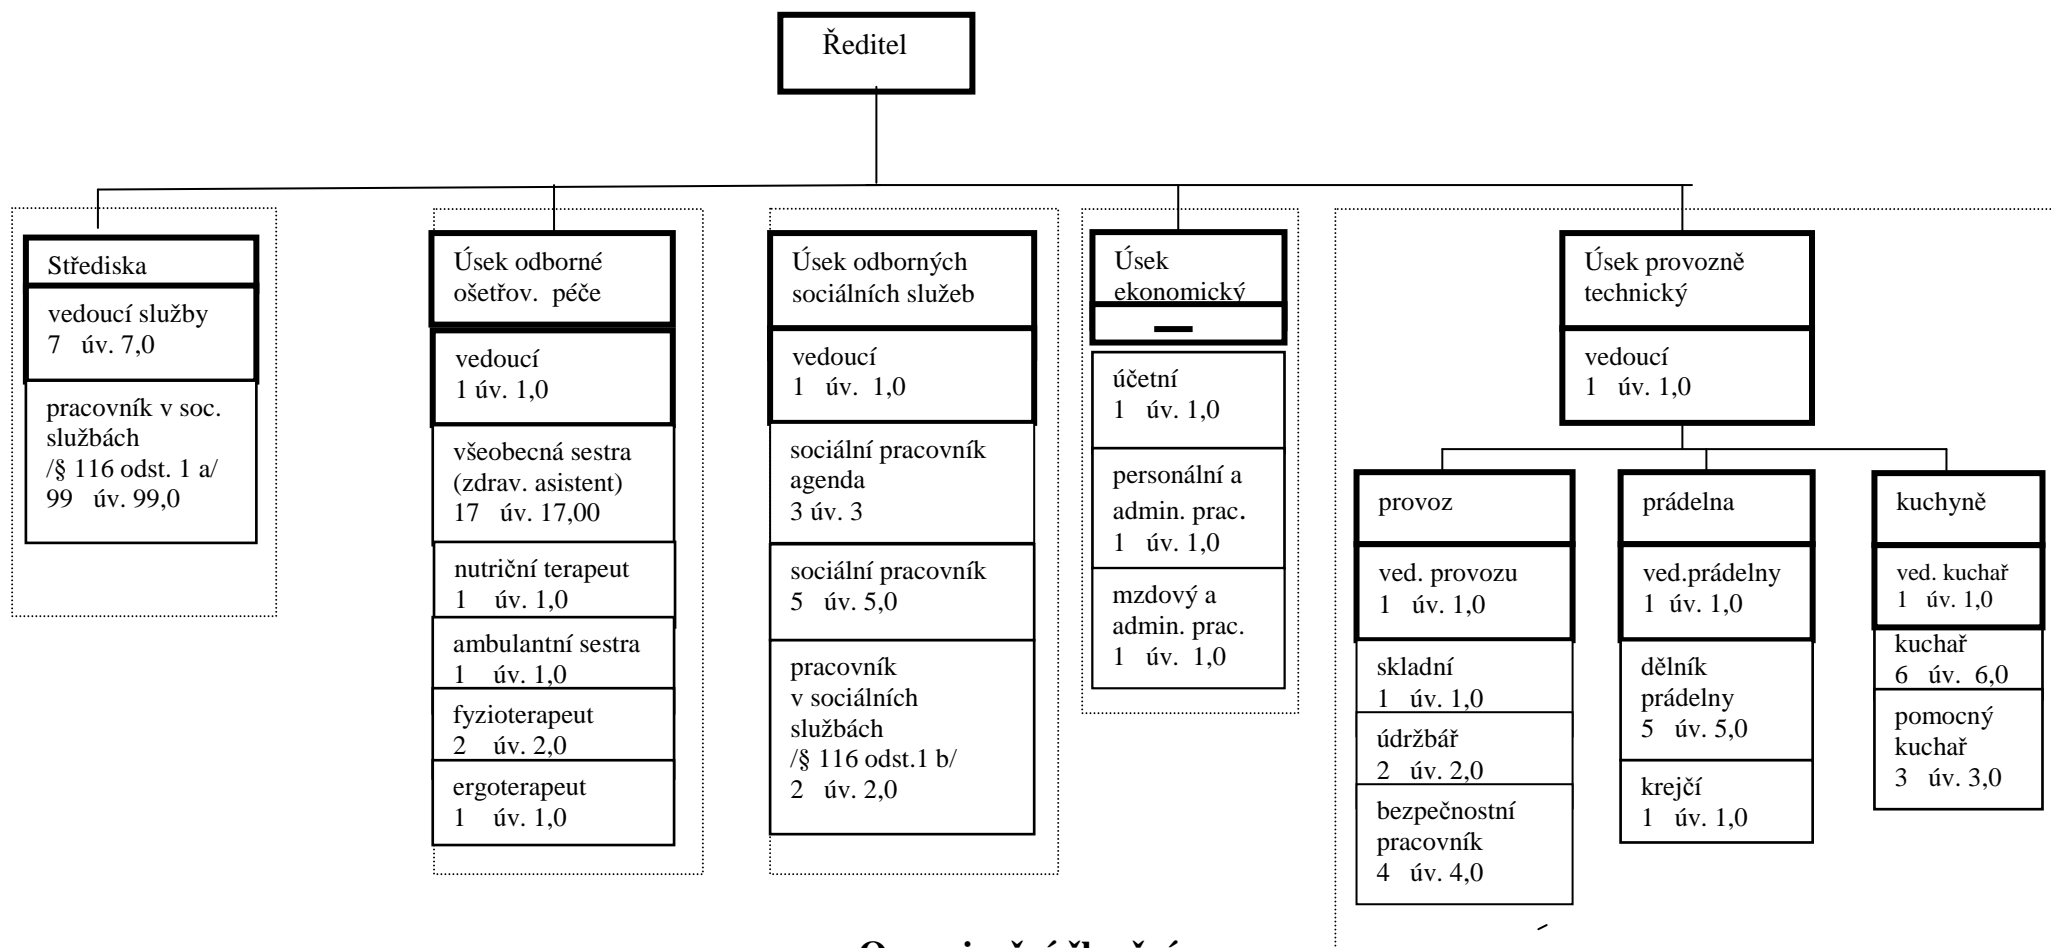 Ředitel
Střediska
vedoucí služby
7 úv. 7,0
pracovník v soc.
službách
/§ 116 odst. 1 a/
99 úv. 99,0
Úsek odborné
ošetřov. péče
vedoucí
1 úv. 1,0
všeobecná sestra
(zdrav. asistent)
17 úv. 17,00
nutriční terapeut
1 úv. 1,0
ambulantní sestra
1 úv. 1,0
fyzioterapeut
2 úv. 2,0
ergoterapeut
1 úv. 1,0
Úsek odborných
sociálních služeb
vedoucí
1 úv. 1,0
sociální pracovník
agenda
3 úv. 3
sociální pracovník
5 úv. 5,0
pracovník
v sociálních
službách
/§ 116 odst.1 b/
2 úv. 2,0
Úsek
ekonomický
účetní
1 úv. 1,0
personální a
admin. prac.
1 úv. 1,0
mzdový a
admin. prac.
1 úv. 1,0
Úsek provozně
technický
vedoucí
1 úv. 1,0
provoz
ved. provozu
1 úv. 1,0
skladní
1 úv. 1,0
údržbář
2 úv. 2,0
bezpečnostní
pracovník
4 úv. 4,0
prádelna
ved.prádelny
1 úv. 1,0
dělník
prádelny
5 úv. 5,0
krejčí
1 úv. 1,0
kuchyně
ved. kuchař
1 úv. 1,0
kuchař
6 úv. 6,0
pomocný
kuchař
3 úv. 3,0